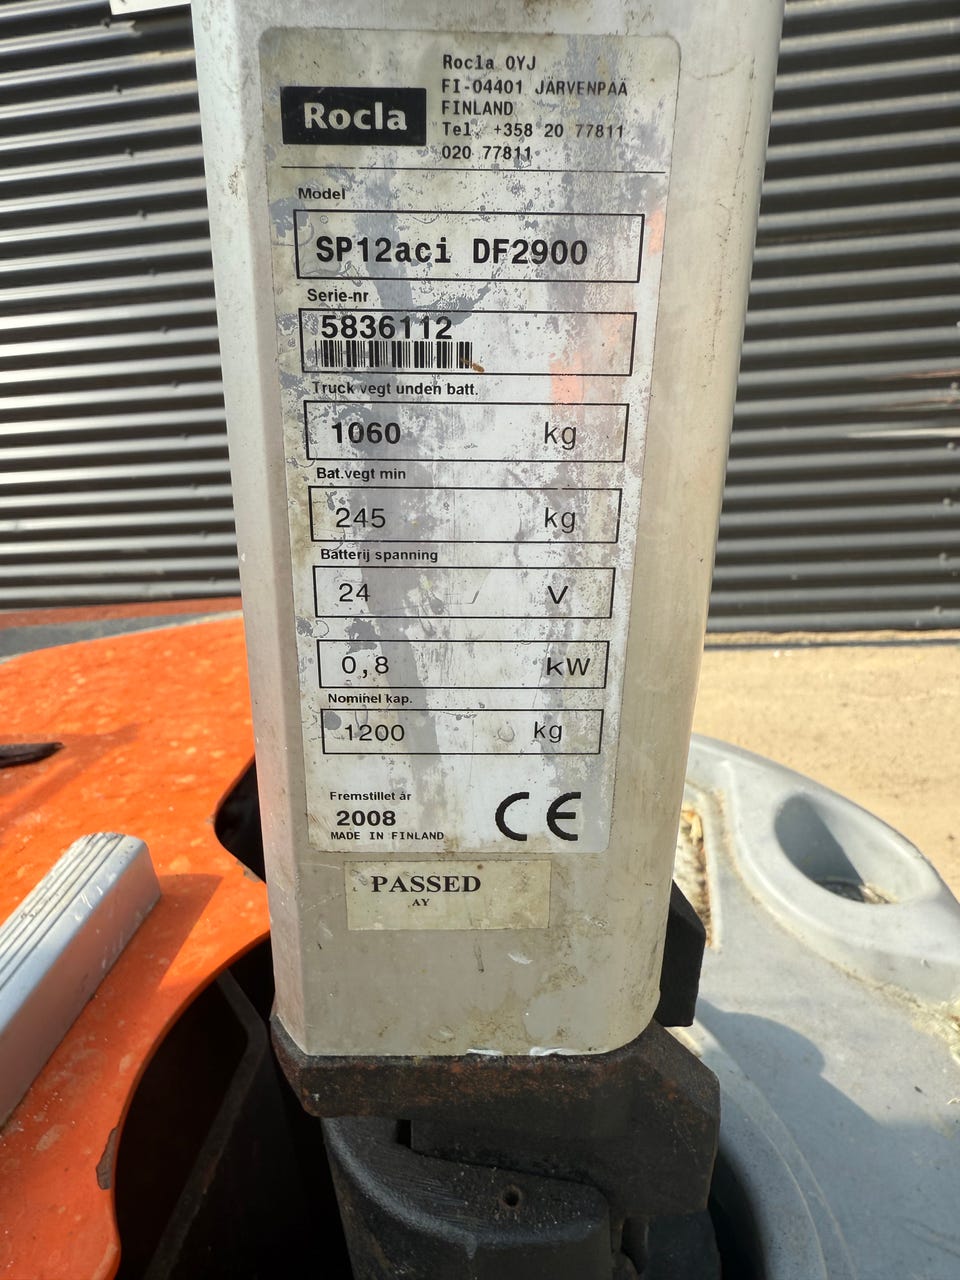 Rocla
Rocla OYJ
FI-04401 JÄRVENPÄÄ
FINLAND
Tel. +358 20 77811
020 77811
Model
SP12aci DF2900
Serie-nr
5836112
Truck vegt unden batt.
1060 kg
Bat.vegt min
245 kg
Batterij spanning
24 V
0,8 kW
Nominel kap.
1200 kg
Fremstillet år
2008
MADE IN FINLAND
CE
PASSED
AY